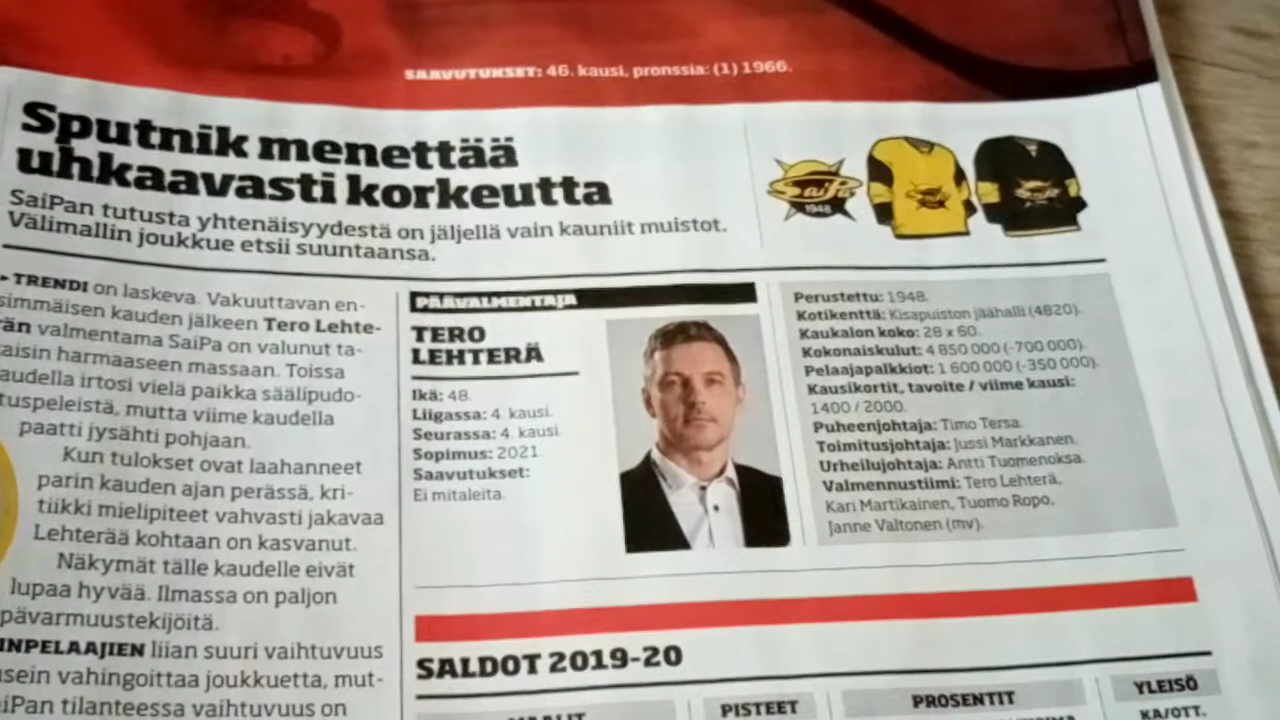 SAAVUTUKSET: 46. kausi, pronssia: (1) 1966.
Sputnik menettää
uhkaavasti korkeutta
SaiPan tutusta yhtenäisyydestä on jäljellä vain kauniit muistot.
Välimallin joukkue etsii suuntaansa.
SaiPa
1948
TRENDI on laskeva. Vakuuttavan en-
simmäisen kauden jälkeen Tero Lehte-
rän valmentama SaiPa on valunut ta-
taisin harmaaseen massaan. Toissa
kaudella irtosi vielä paikka säälipudo-
tuspeleistä, mutta viime kaudella
paatti jysähti pohjaan.
Kun tulokset ovat laahanneet
parin kauden ajan perässä, kri-
tiikki mielipiteet vahvasti jakavaa
Lehterää kohtaan on kasvanut.
Näkymät tälle kaudelle eivät
lupaa hyvää. Ilmassa on paljon
epävarmuustekijöitä.
INPELAAJIEN liian suuri vaihtuvuus
usein vahingoittaa joukkuetta, mut-
SaiPan tilanteessa vaihtuvuus on
PÄÄVALMENTAJA
TERO
LEHTERÄ
Ikä: 48.
Liigassa: 4. kausi.
Seurassa: 4. kausi.
Sopimus: 2021.
Saavutukset:
Ei mitaleita.
Perustettu: 1948.
Kotikenttä: Kisapuiston jäähalli (4820).
Kaukalon koko: 28 x 60.
Kokonaiskulut: 4 850 000 (-700 000).
Pelaajapalkkiot: 1 600 000 (-350 000).
Kausikortit, tavoite / viime kausi:
1400 / 2000.
Puheenjohtaja: Timo Tersa.
Toimitusjohtaja: Jussi Markkanen.
Urheilujohtaja: Antti Tuomenoksa.
Valmennustiimi: Tero Lehterä,
Kari Martikainen, Tuomo Ropo,
Janne Valtonen (mv).
SALDOT 2019-20
MAALIT
PISTEET
PROSENTIT
YLEISÖ
KA/OTT.